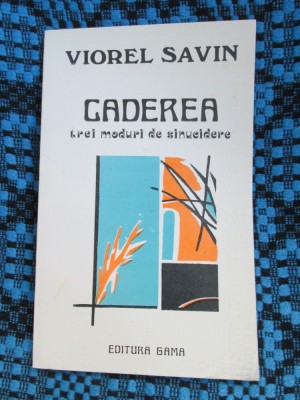 VIOREL SAVIN
CADEREA
trei moduri de sinucidere
EDITURA GAMA